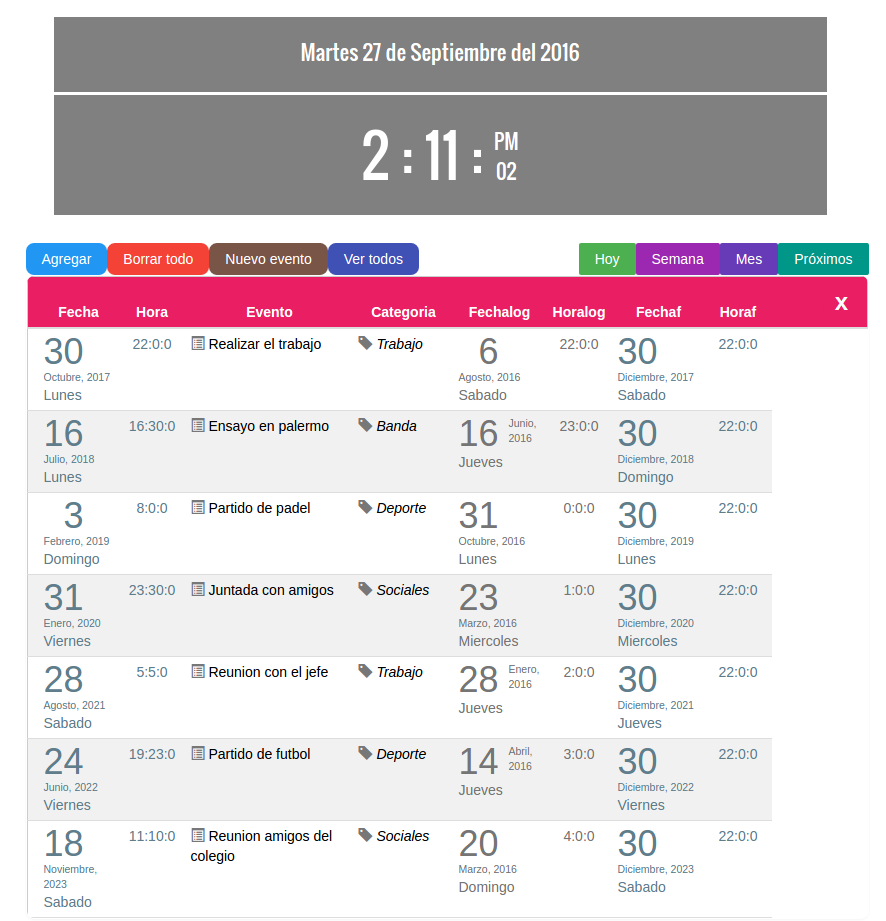 Martes 27 de Septiembre del 2016
2 : 11 : PM 02
Agregar Borrar todo Nuevo evento Ver todos Hoy Semana Mes Próximos
x
Fecha Hora Evento Categoria Fechalog Horalog Fechaf Horaf
30 22:0:0 Realizar el trabajo Trabajo 6 22:0:0 30 22:0:0
Octubre, 2017 Agosto, 2016 Diciembre, 2017
Lunes Sabado Sabado
16 16:30:0 Ensayo en palermo Banda 16 Junio, 2016 23:0:0 30 22:0:0
Julio, 2018 Diciembre, 2018
Lunes Jueves Domingo
3 8:0:0 Partido de padel Deporte 31 0:0:0 30 22:0:0
Febrero, 2019 Octubre, 2016 Diciembre, 2019
Domingo Lunes Lunes
31 23:30:0 Juntada con amigos Sociales 23 1:0:0 30 22:0:0
Enero, 2020 Marzo, 2016 Diciembre, 2020
Viernes Miercoles Miercoles
28 5:5:0 Reunion con el jefe Trabajo 28 Enero, 2016 2:0:0 30 22:0:0
Agosto, 2021 Diciembre, 2021
Sabado Jueves Jueves
24 19:23:0 Partido de futbol Deporte 14 Abril, 2016 3:0:0 30 22:0:0
Junio, 2022 Diciembre, 2022
Viernes Jueves Viernes
18 11:10:0 Reunion amigos del colegio Sociales 20 4:0:0 30 22:0:0
Noviembre, 2023 Marzo, 2016 Diciembre, 2023
Sabado Domingo Sabado